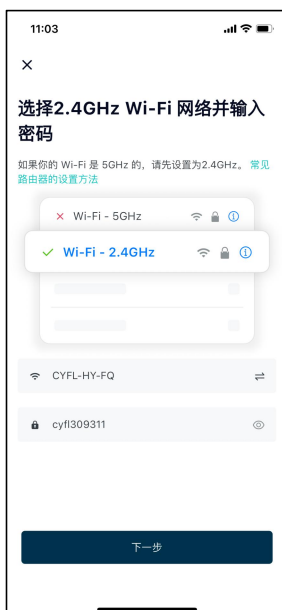 11:03
选择2.4GHz Wi-Fi 网络并输入
密码
如果你的 Wi-Fi 是 5GHz 的，请先设置为2.4GHz。 常见
路由器的设置方法
Wi-Fi - 5GHz
Wi-Fi - 2.4GHz
CYFL-HY-FQ
cyfl309311
下一步